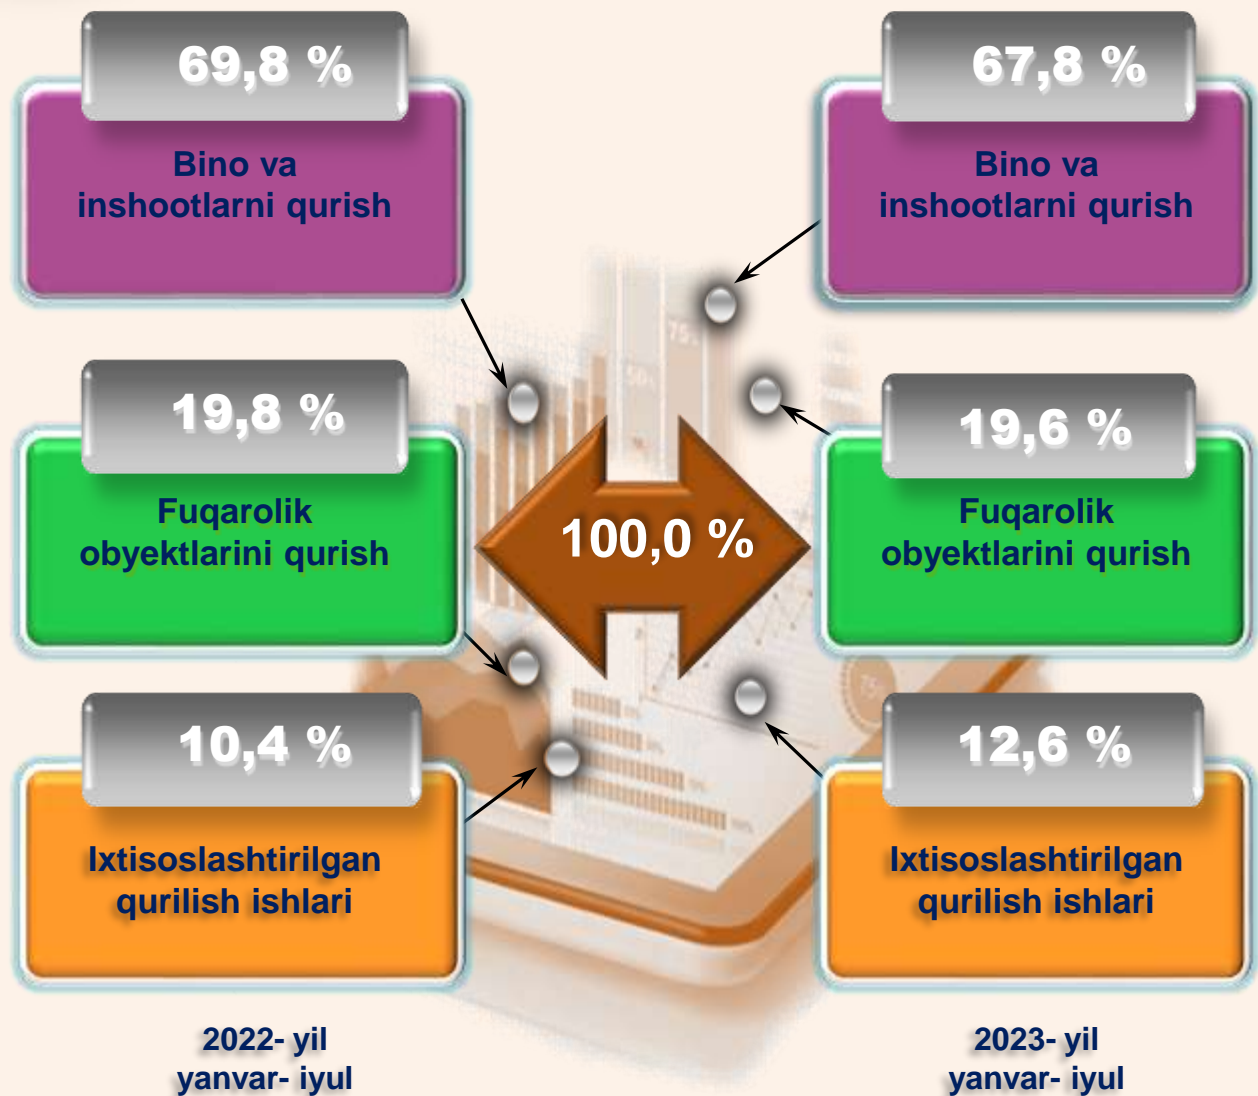 69,8 %
Bino va
inshootlarni qurish
19,8 %
Fuqarolik
obyektlarini qurish
10,4 %
Ixtisoslashtirilgan
qurilish ishlari
2022- yil
yanvar- iyul
100,0 %
67,8 %
Bino va
inshootlarni qurish
19,6 %
Fuqarolik
obyektlarini qurish
12,6 %
Ixtisoslashtirilgan
qurilish ishlari
2023- yil
yanvar- iyul